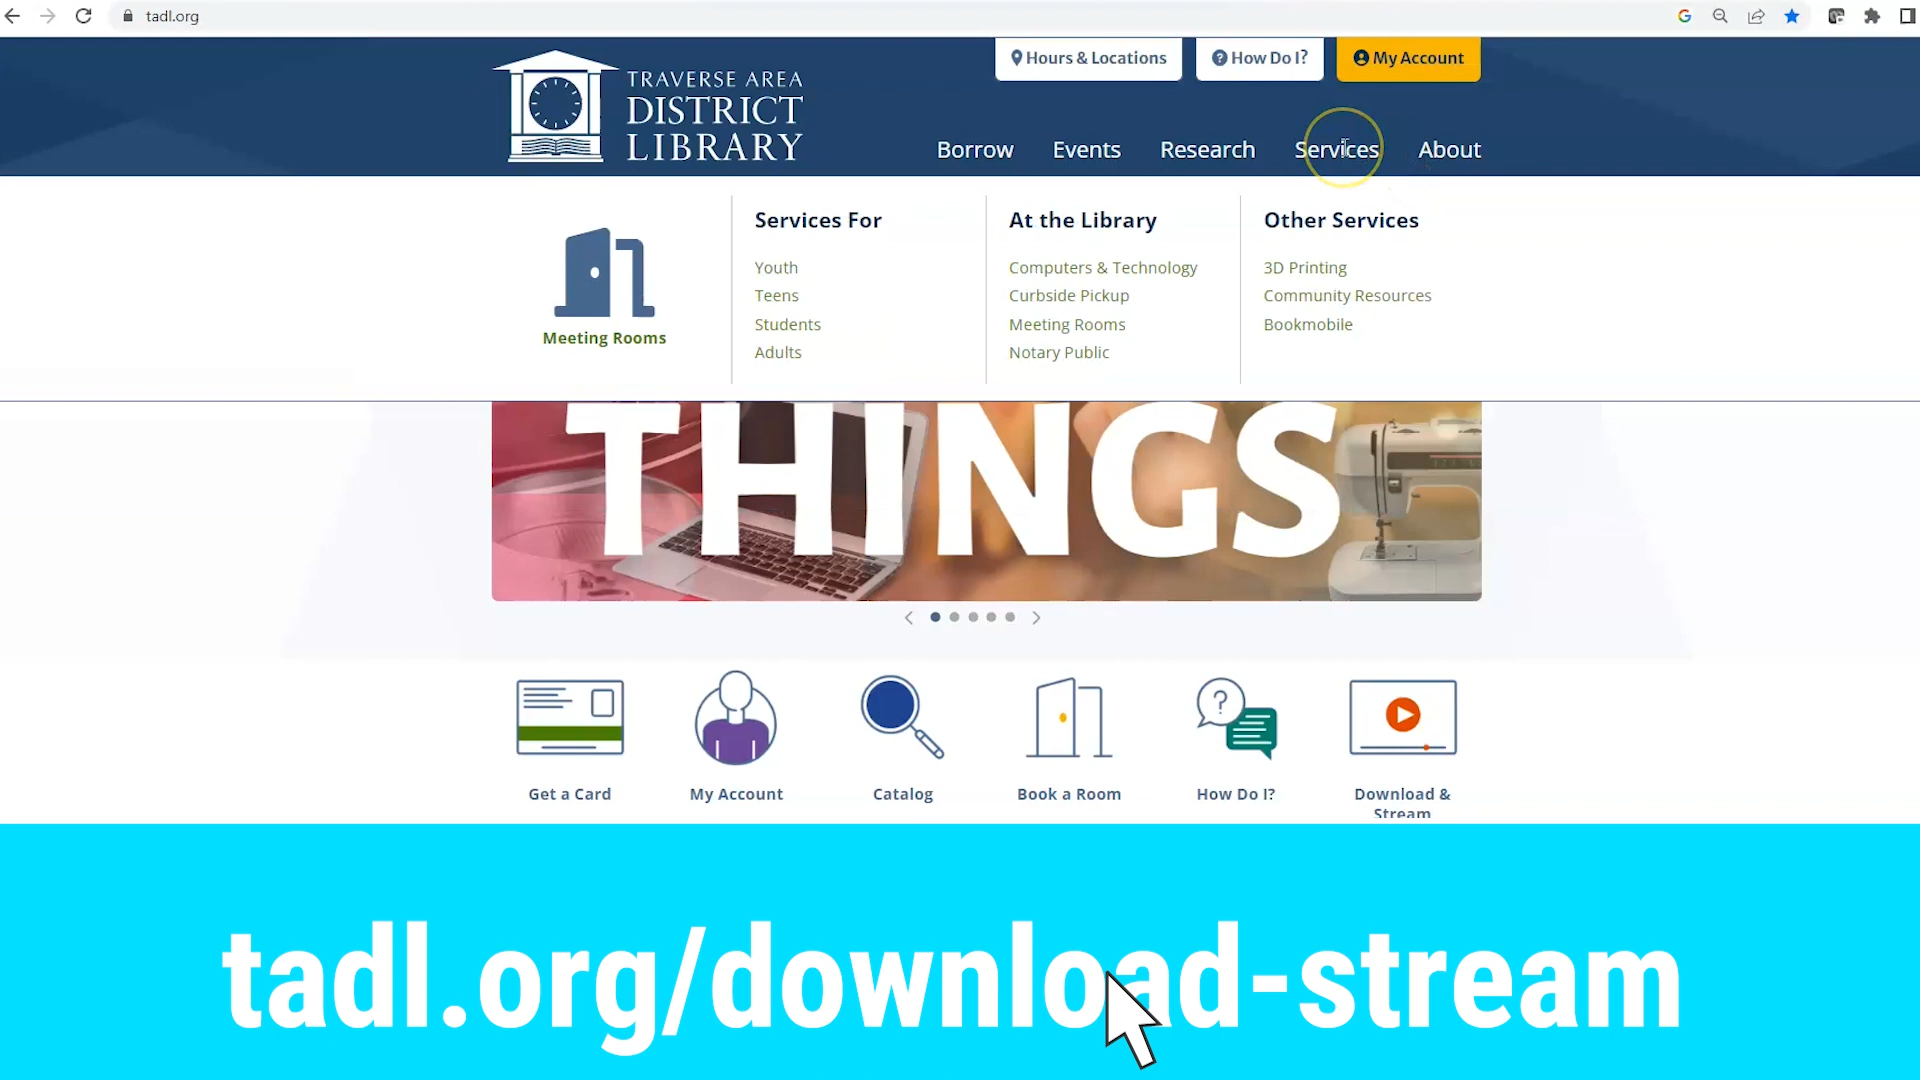 tadl.org
Hours & Locations
How Do I?
My Account
TRAVERSE AREA
DISTRICT
LIBRARY
Borrow
Events
Research
Services
About
Meeting Rooms
Services For
Youth
Teens
Students
Adults
At the Library
Computers & Technology
Curbside Pickup
Meeting Rooms
Notary Public
Other Services
3D Printing
Community Resources
Bookmobile
THINGS
Get a Card
My Account
Catalog
Book a Room
How Do I?
Download &
Stream
tadl.org/download-stream